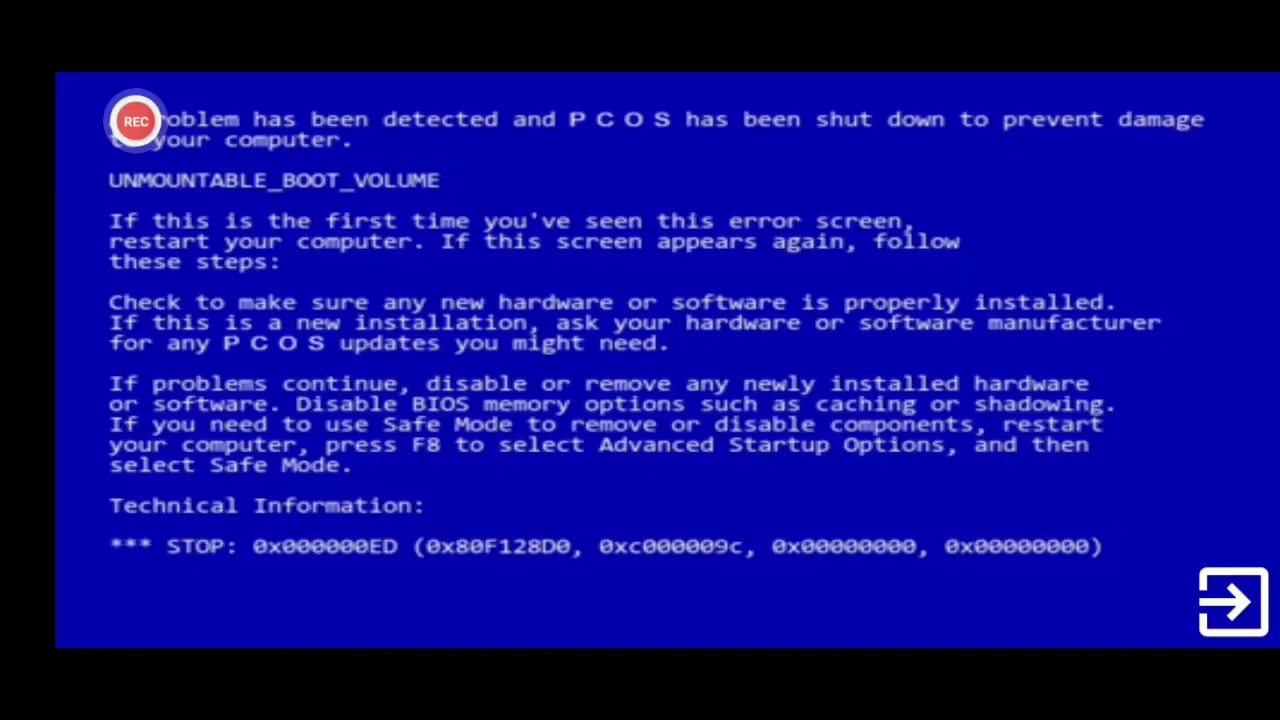 REC
roblem has been detected and P C O S has been shut down to prevent damage
your computer.
UNMOUNTABLE_BOOT_VOLUME
If this is the first time you've seen this error screen,
restart your computer. If this screen appears again, follow
these steps:
Check to make sure any new hardware or software is properly installed.
If this is a new installation, ask your hardware or software manufacturer
for any P C O S updates you might need.
If problems continue, disable or remove any newly installed hardware
or software. Disable BIOS memory options such as caching or shadowing.
If you need to use Safe Mode to remove or disable components, restart
your computer, press F8 to select Advanced Startup Options, and then
select Safe Mode.
Technical Information:
*** STOP: 0x000000ED (0x80F128D0, 0xc000009c, 0x00000000, 0x00000000)